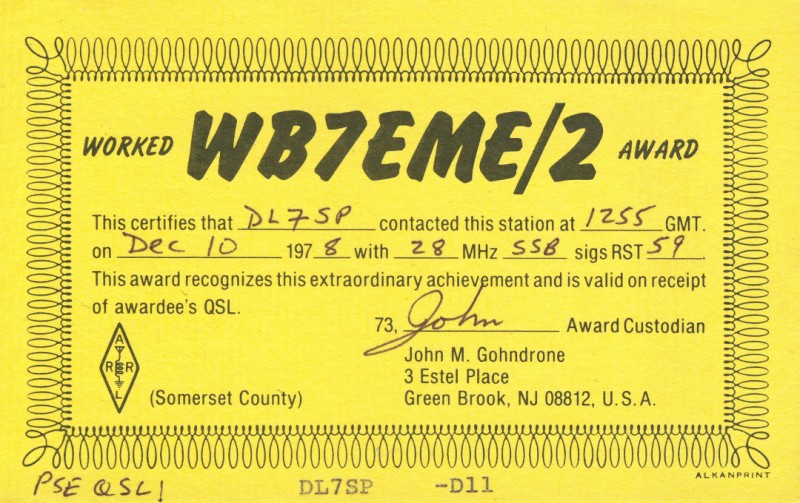 WORKED WB7EME/2 AWARD
This certifies that DL7SP contacted this station at 1255 GMT.
on Dec 10 1978 with 28 MHz SSB sigs RST 59.
This award recognizes this extraordinary achievement and is valid on receipt
of awardee's QSL.
73, John Award Custodian
John M. Gohndrone
3 Estel Place
Green Brook, NJ 08812, U.S.A.
A
R R
L
(Somerset County)
ALKANPRINT
PSE QSL!
DL7SP -D11